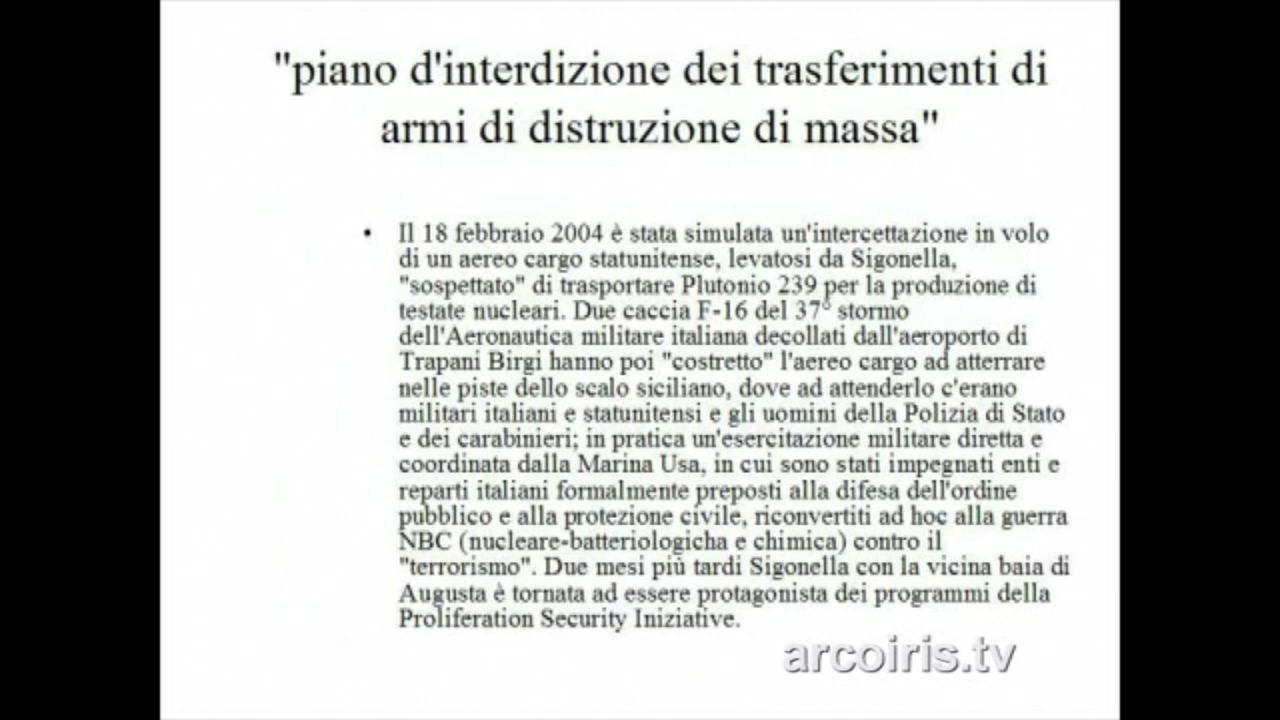 "piano d'interdizione dei trasferimenti di
armi di distruzione di massa"
• Il 18 febbraio 2004 è stata simulata un'intercettazione in volo
di un aereo cargo statunitense, levatosi da Sigonella,
"sospettato" di trasportare Plutonio 239 per la produzione di
testate nucleari. Due caccia F-16 del 37° stormo
dell'Aeronautica militare italiana decollati dall'aeroporto di
Trapani Birgi hanno poi "costretto" l'aereo cargo ad atterrare
nelle piste dello scalo siciliano, dove ad attenderlo c'erano
militari italiani e statunitensi e gli uomini della Polizia di Stato
e dei carabinieri; in pratica un'esercitazione militare diretta e
coordinata dalla Marina Usa, in cui sono stati impegnati enti e
reparti italiani formalmente preposti alla difesa dell'ordine
pubblico e alla protezione civile, riconvertiti ad hoc alla guerra
NBC (nucleare-batteriologicha e chimica) contro il
"terrorismo". Due mesi più tardi Sigonella con la vicina baia di
Augusta è tornata ad essere protagonista dei programmi della
Proliferation Security Iniziative.
arcoiris.tv